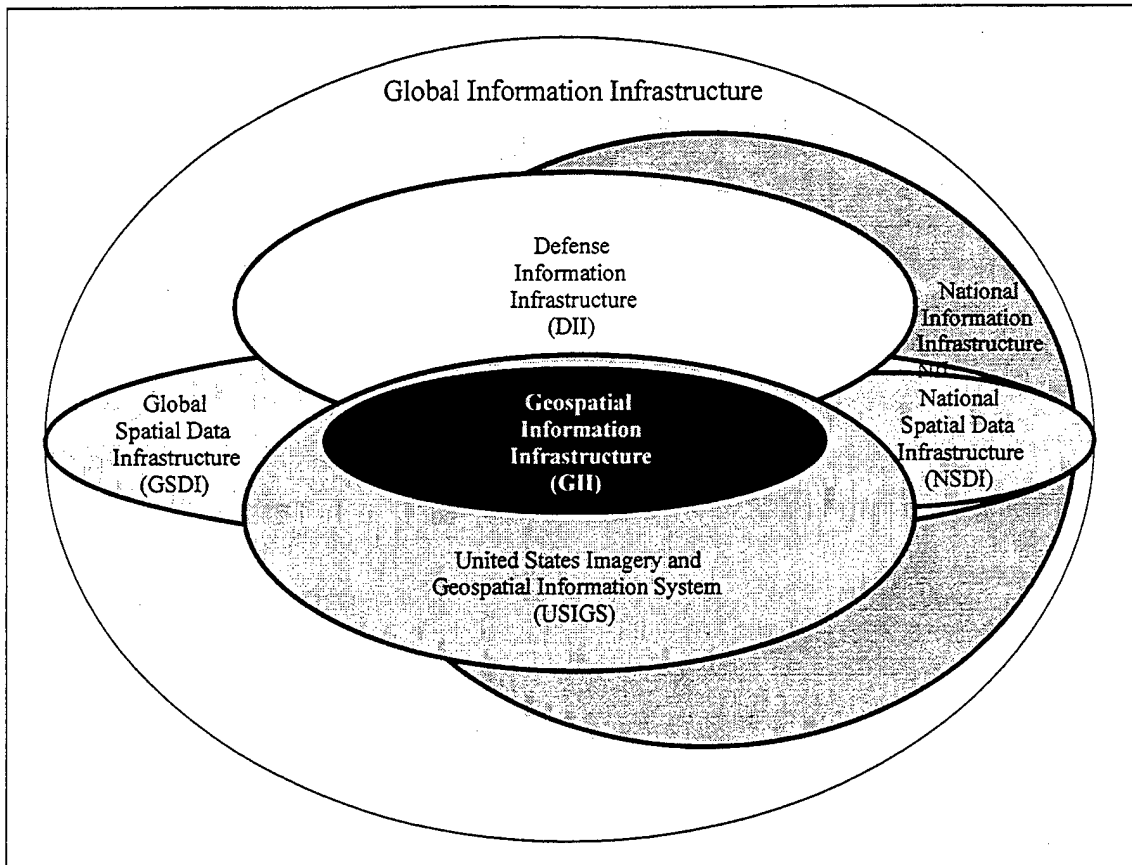 Global Information Infrastructure
Defense
Information
Infrastructure
(DII)
National
Information
Infrastructure
Global
Spatial Data
Infrastructure
(GSDI)
Geospatial
Information
Infrastructure
(GII)
National
Spatial Data
Infrastructure
(NSDI)
United States Imagery and
Geospatial Information System
(USIGS)